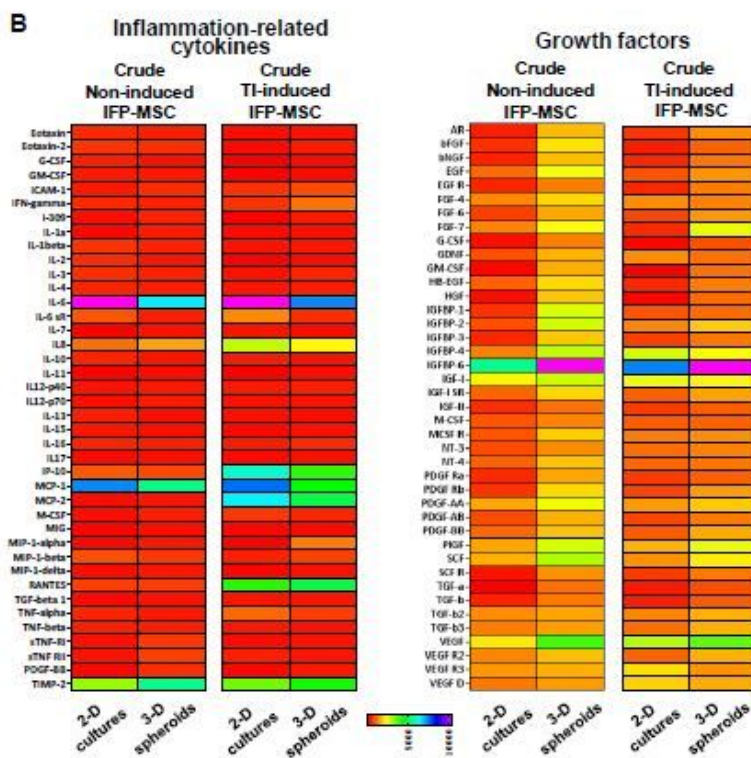 B
Inflammation-related
cytokines
Crude
Non-induced
IFP-MSC
Crude
TI-induced
IFP-MSC
Eotaxin
Eotaxin-2
G-CSF
GM-CSF
ICAM-1
IFN-gamma
I-309
IL-1a
IL-1beta
IL-2
IL-3
IL-4
IL-6
IL-6 sR
IL-7
IL8
IL-10
IL-11
IL12-p40
IL12-p70
IL-13
IL-15
IL-16
IL17
IP-10
MCP-1
MCP-2
M-CSF
MIG
MIP-1-alpha
MIP-1-beta
MIP-1-delta
RANTES
TGF-beta 1
TNF-alpha
TNF-beta
sTNF-RI
sTNF RII
PDGF-BB
TIMP-2
2-D
cultures
3-D
spheroids
2-D
cultures
3-D
spheroids
5000
10000
Growth factors
Crude
Non-induced
IFP-MSC
Crude
TI-induced
IFP-MSC
AR
bFGF
bNGF
EGF
EGF R
FGF-4
FGF-6
FGF-7
G-CSF
GDNF
GM-CSF
HB-EGF
HGF
IGFBP-1
IGFBP-2
IGFBP-3
IGFBP-4
IGFBP-6
IGF-I
IGF-I SR
IGF-II
M-CSF
MCSF R
NT-3
NT-4
PDGF Ra
PDGF Rb
PDGF-AA
PDGF-AB
PDGF-BB
PlGF
SCF
SCF R
TGF-a
TGF-b
TGF-b2
TGF-b3
VEGF
VEGF R2
VEGF R3
VEGF D
2-D
cultures
3-D
spheroids
2-D
cultures
3-D
spheroids